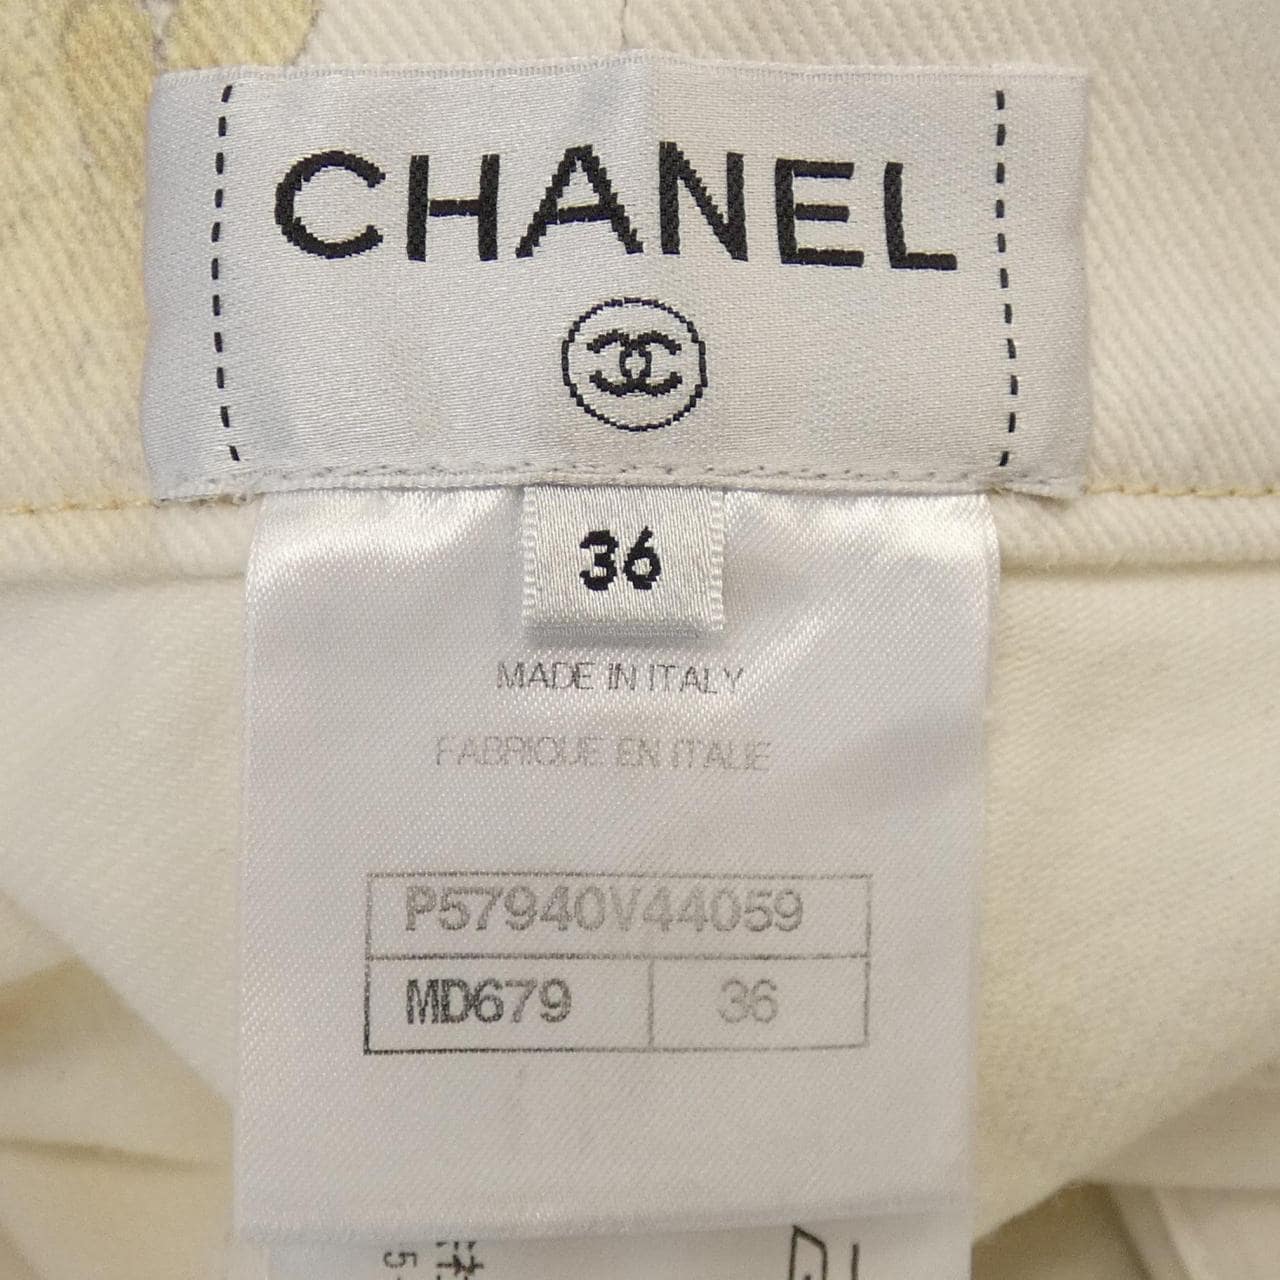 CHANEL
36
MADE IN ITALY
FABRIQUE EN ITALIE
P57940V44059
MD679 36